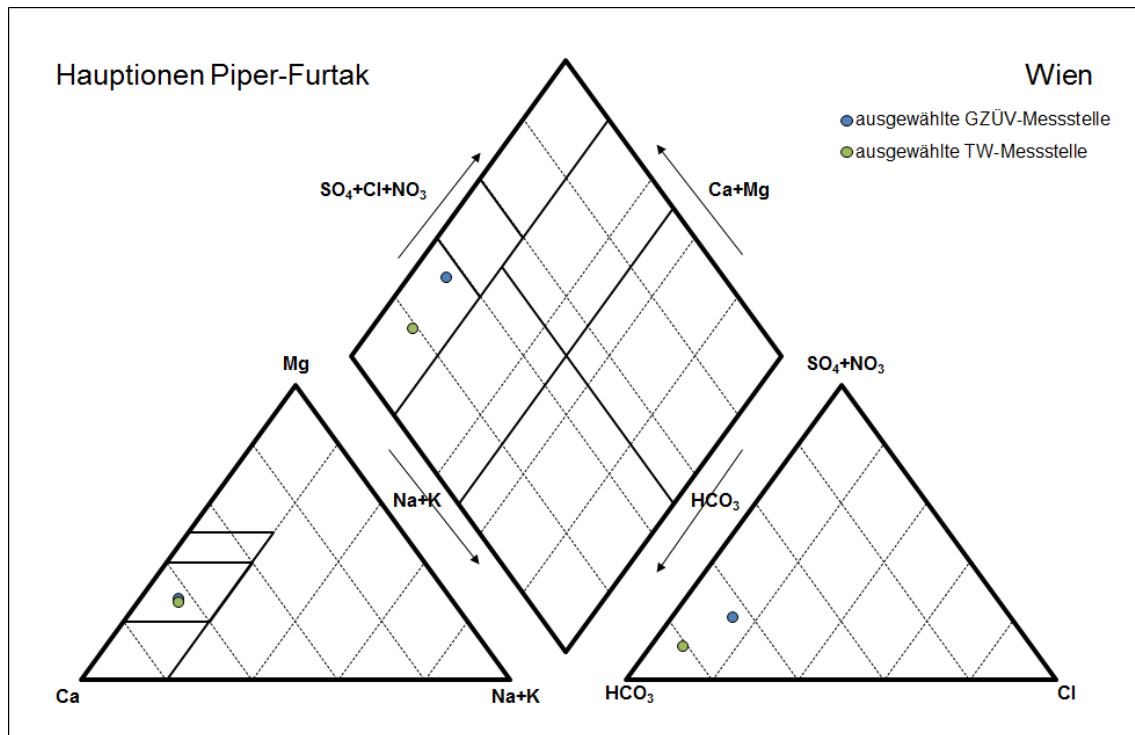 Hauptionen Piper-Furtak
Wien
ausgewählte GZÜV-Messstelle
ausgewählte TW-Messstelle
SO₄+Cl+NO₃
Ca+Mg
Mg
SO₄+NO₃
Na+K
HCO₃
Ca
Na+K
HCO₃
Cl